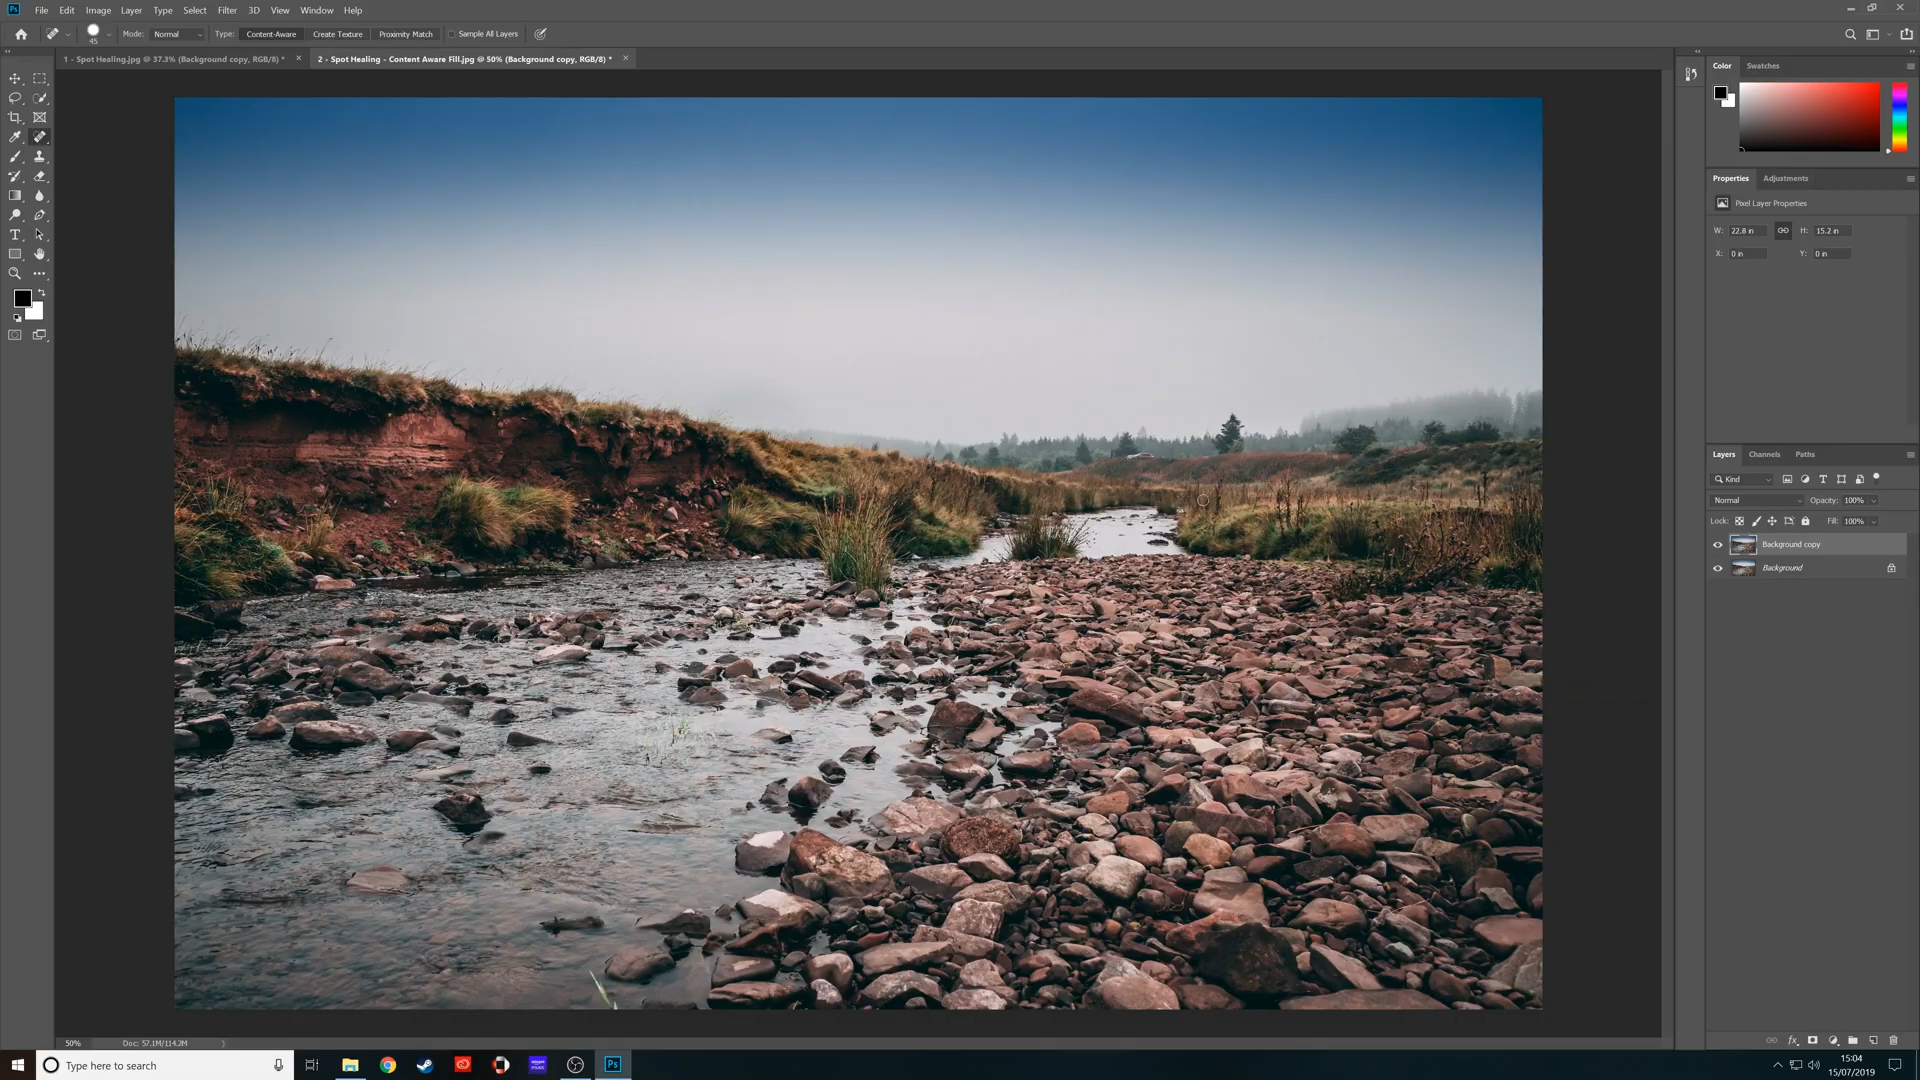 File Edit Image Layer Type Select Filter 3D View Window Help
45 Mode: Normal Type: Content-Aware Create Texture Proximity Match Sample All Layers
1 - Spot Healing.jpg @ 37.3% (Background copy, RGB/8) * 2 - Spot Healing - Content Aware Fill.jpg @ 50% (Background copy, RGB/8) *
Color Swatches
Properties Adjustments
Pixel Layer Properties
W: 22.8 in H: 15.2 in
X: 0 in Y: 0 in
Layers Channels Paths
Kind
Normal Opacity: 100%
Lock: Fill: 100%
Background copy
Background
50% Doc: 57.1M/114.2M
Type here to search
Ps
15:04
15/07/2019